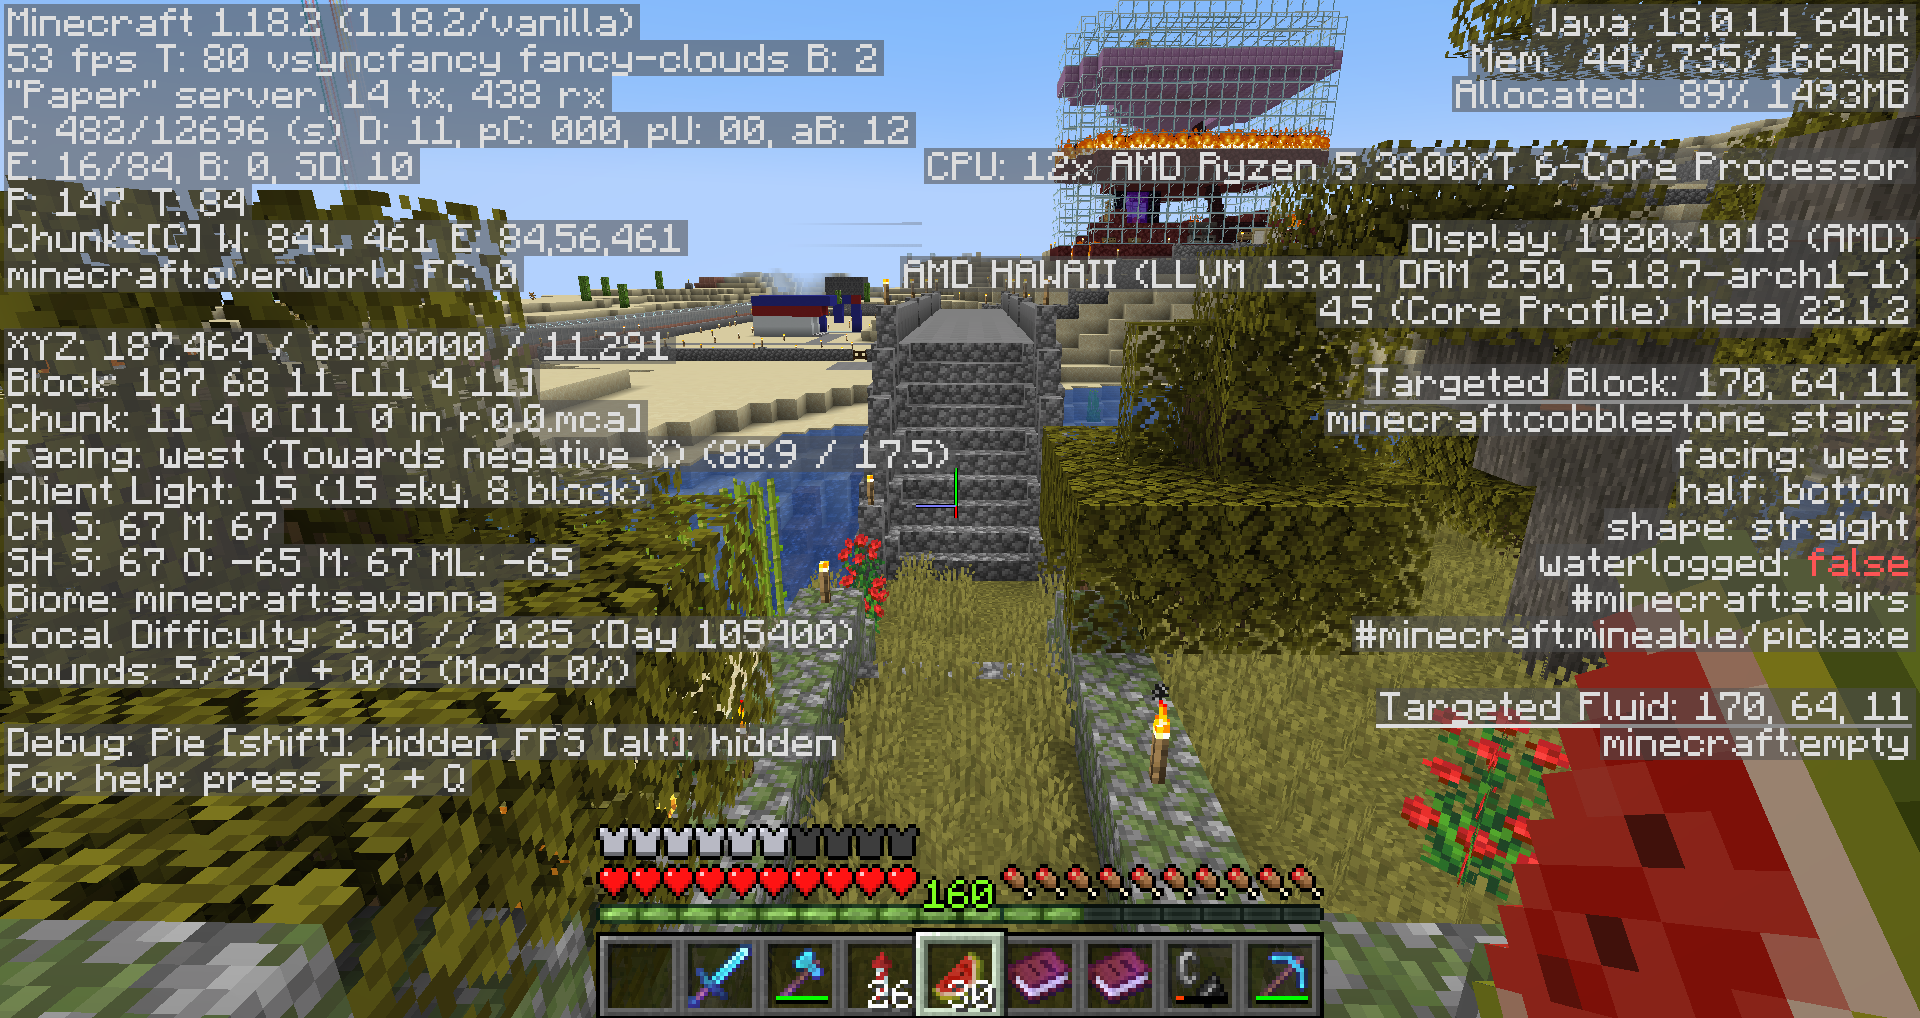 Minecraft 1.18.2 (1.18.2/vanilla)
53 fps T: 80 vsyncfancy fancy-clouds B: 2
"Paper" server, 14 tx, 438 rx
C: 482/12696 (s) D: 11, pC: 000, pU: 00, aB: 12
E: 16/84, B: 0, SD: 10
P: 147. T: 84
Chunks[C] W: 841, 461 E: 84,56,461
minecraft:overworld FC: 0
XYZ: 187.464 / 68.00000 / 11.291
Block: 187 68 11 [11 4 11]
Chunk: 11 4 0 [11 0 in r.0.0.mca]
Facing: west (Towards negative X) (88.9 / 17.5)
Client Light: 15 (15 sky, 8 block)
CH S: 67 M: 67
SH S: 67 O: -65 M: 67 ML: -65
Biome: minecraft:savanna
Local Difficulty: 2.50 // 0.25 (Day 105400)
Sounds: 5/247 + 0/8 (Mood 0%)
Debug: Pie [shift]: hidden FPS [alt]: hidden
For help: press F3 + Q
Java: 18.0.1.1 64bit
Mem: 44% 735/1664MB
Allocated: 89% 1493MB
CPU: 12x AMD Ryzen 5 3600XT 6-Core Processor
Display: 1920x1018 (AMD)
AMD HAWAII (LLVM 13.0.1, DRM 2.50, 5.18.7-arch1-1)
4.5 (Core Profile) Mesa 22.1.2
Targeted Block: 170, 64, 11
minecraft:cobblestone_stairs
facing: west
half: bottom
shape: straight
waterlogged: false
#minecraft:stairs
#minecraft:mineable/pickaxe
Targeted Fluid: 170, 64, 11
minecraft:empty
160
26
30